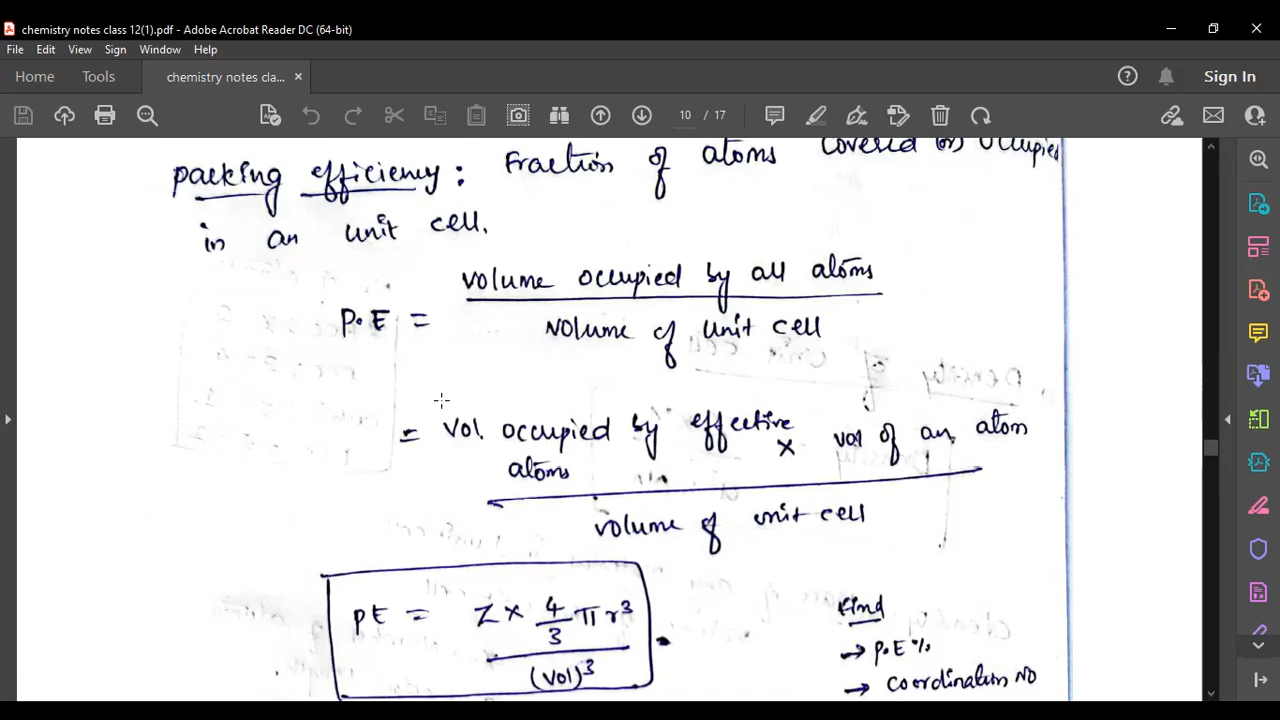 chemistry notes class 12(1).pdf - Adobe Acrobat Reader DC (64-bit)
File Edit View Sign Window Help
Home Tools chemistry notes cla... Sign In
10 / 17
packing efficiency: Fraction of atoms covered or occupied
in an unit cell.
volume occupied by all atoms
P.E =
volume of unit cell
= vol. occupied by effective × vol of an atom
atoms
volume of unit cell
PE = Z × 4/3 π r³
(vol)³
Find
→ P.E %
→ coordination No